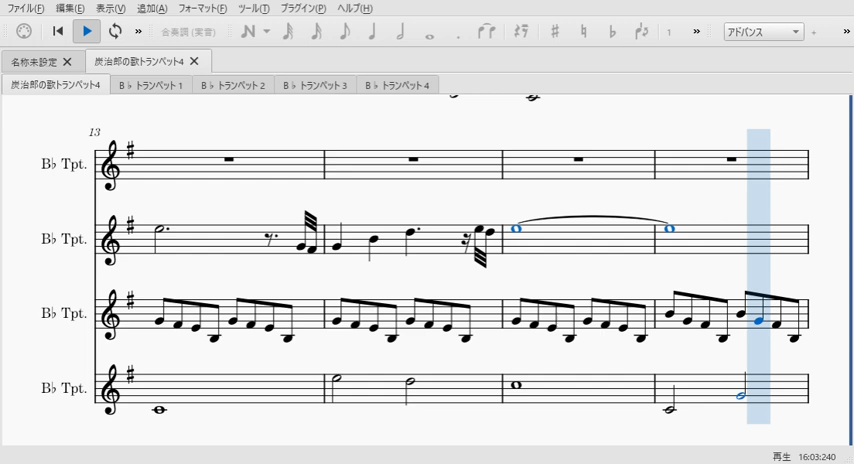 ファイル(F) 編集(E) 表示(V) 追加(A) フォーマット(F) ツール(T) プラグイン(P) ヘルプ(H)
合奏調 (実音) 1 アドバンス
名称未設定 炭治郎の歌トランペット4
炭治郎の歌トランペット4 B♭ トランペット 1 B♭ トランペット 2 B♭ トランペット 3 B♭ トランペット 4
13
B♭ Tpt.
B♭ Tpt.
B♭ Tpt.
B♭ Tpt.
再生 16:03:240